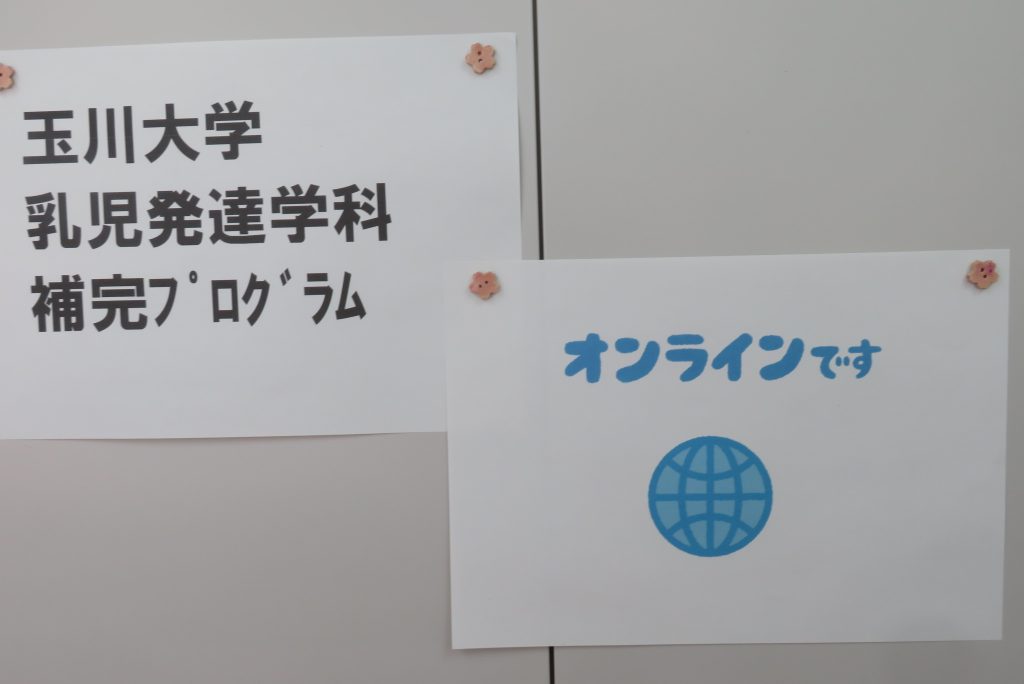 玉川大学
乳児発達学科
補完ﾌﾟﾛｸﾞﾗﾑ
オンラインです